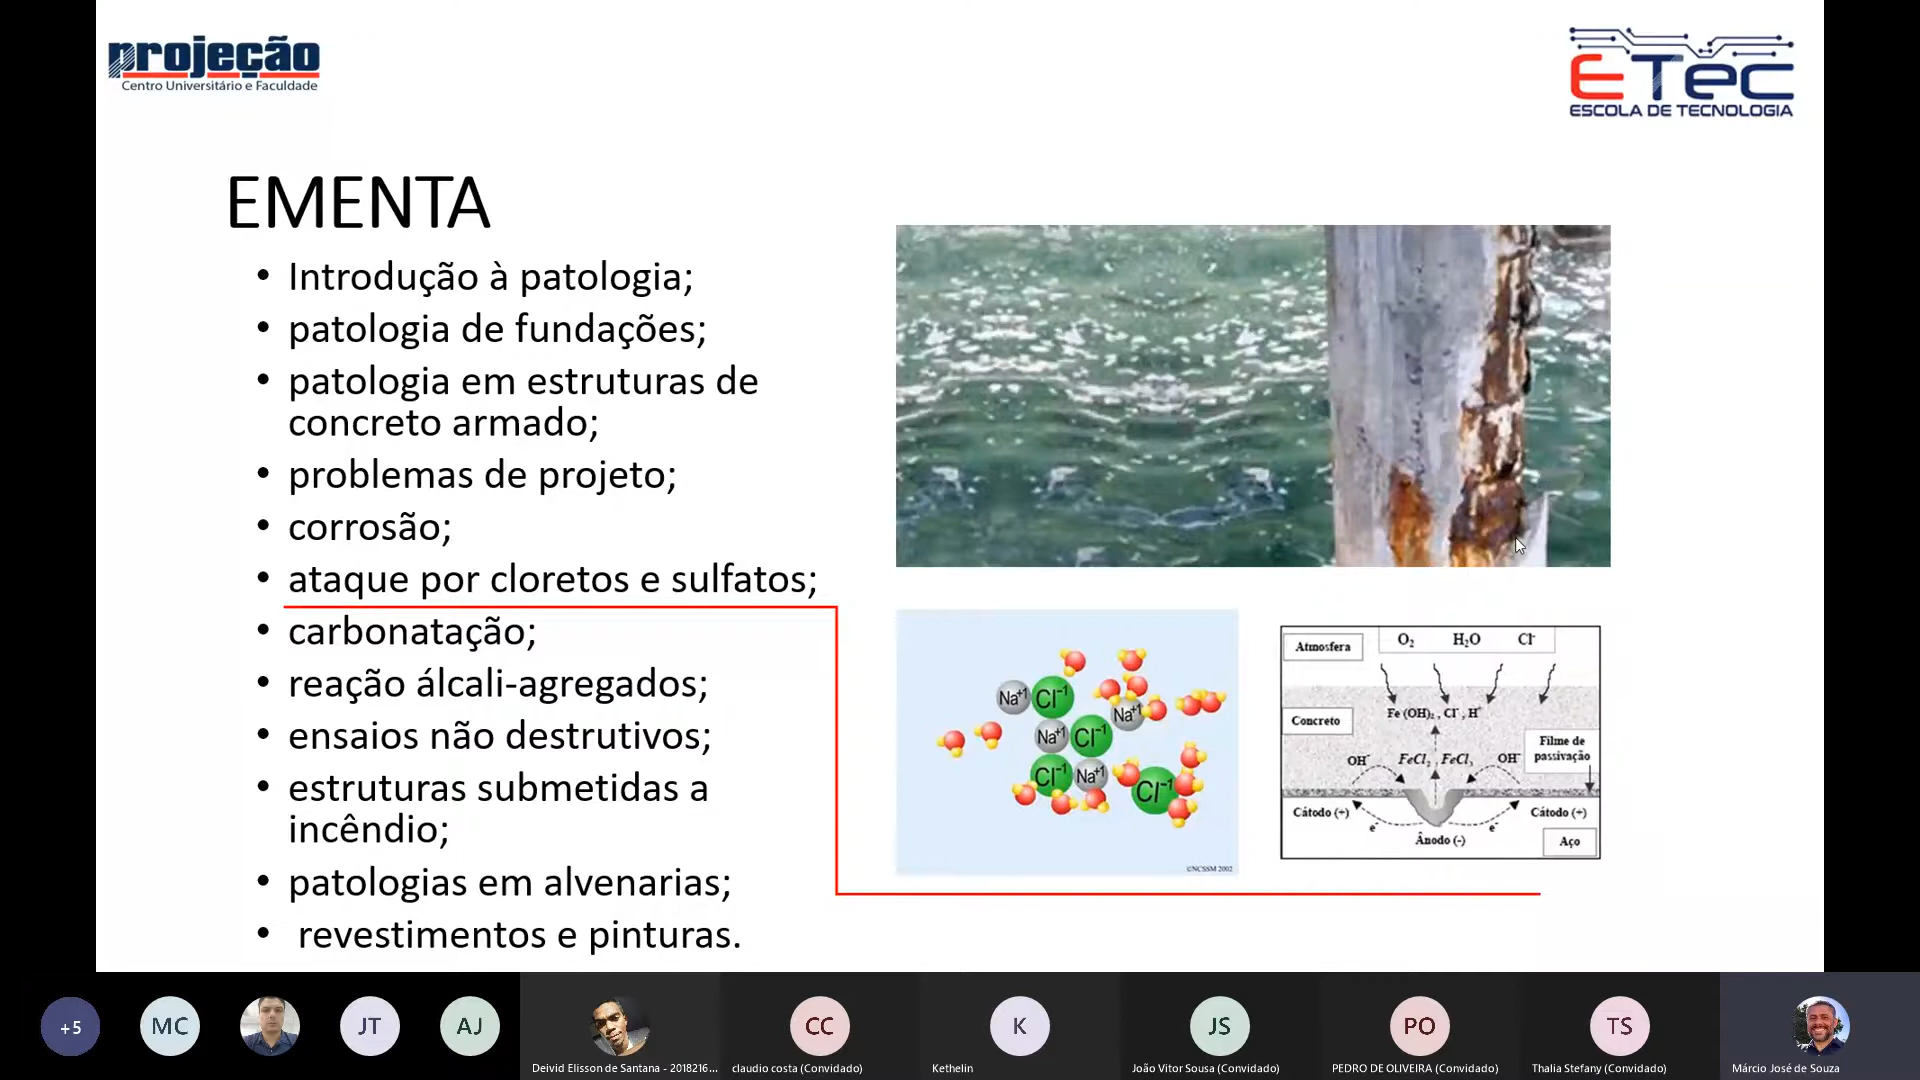 projeção
Centro Universitário e Faculdade
ETEC
ESCOLA DE TECNOLOGIA
EMENTA
• Introdução à patologia;
• patologia de fundações;
• patologia em estruturas de
concreto armado;
• problemas de projeto;
• corrosão;
• ataque por cloretos e sulfatos;
• carbonatação;
• reação álcali-agregados;
• ensaios não destrutivos;
• estruturas submetidas a
incêndio;
• patologias em alvenarias;
• revestimentos e pinturas.
Na+1 Cl-1
Na+1
Na+1 Cl-1
Cl-1 Na+1
Cl-1
©NCSSM 2002
Atmosfera O₂ H₂O Cl⁻
Concreto Fe (OH)₂ , Cl⁻ , H⁺
Filme de
passivação
OH⁻ FeCl₂ , FeCl₃ OH⁻
Cátodo (+) Cátodo (+)
e⁻ e⁻
Ânodo (-) Aço
+5 MC JT AJ CC K JS PO TS
Deivid Elisson de Santana - 2018216... claudio costa (Convidado) Kethelin João Vitor Sousa (Convidado) PEDRO DE OLIVEIRA (Convidado) Thalia Stefany (Convidado) Márcio José de Souza